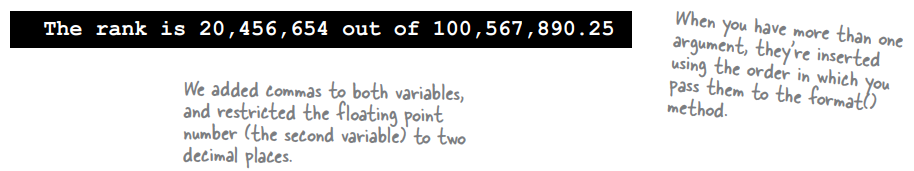 The rank is 20,456,654 out of 100,567,890.25
When you have more than one
argument, they're inserted
using the order in which you
pass them to the format()
method.
We added commas to both variables,
and restricted the floating point
number (the second variable) to two
decimal places.